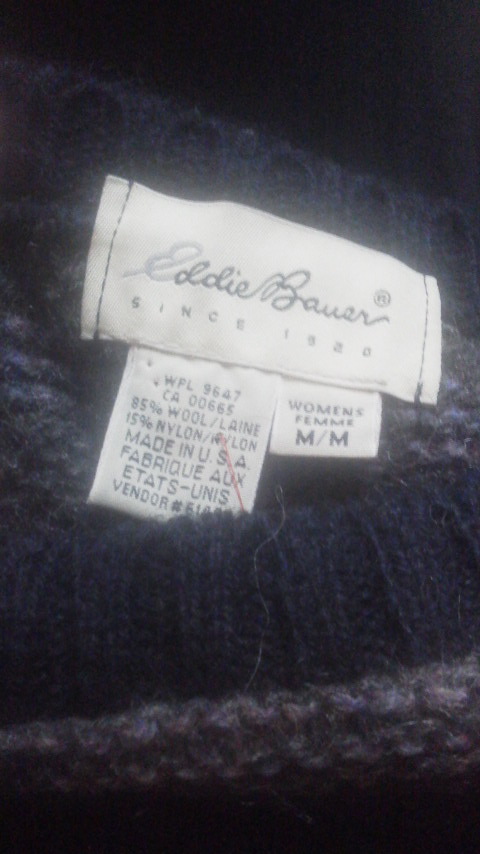 Eddie Bauer®
SINCE 1920
WPL 9647
CA 00665
85% WOOL/LAINE
15% NYLON/NYLON
MADE IN U.S.A.
FABRIQUE AUX
ETATS-UNIS
VENDOR#
WOMENS
FEMME
M/M